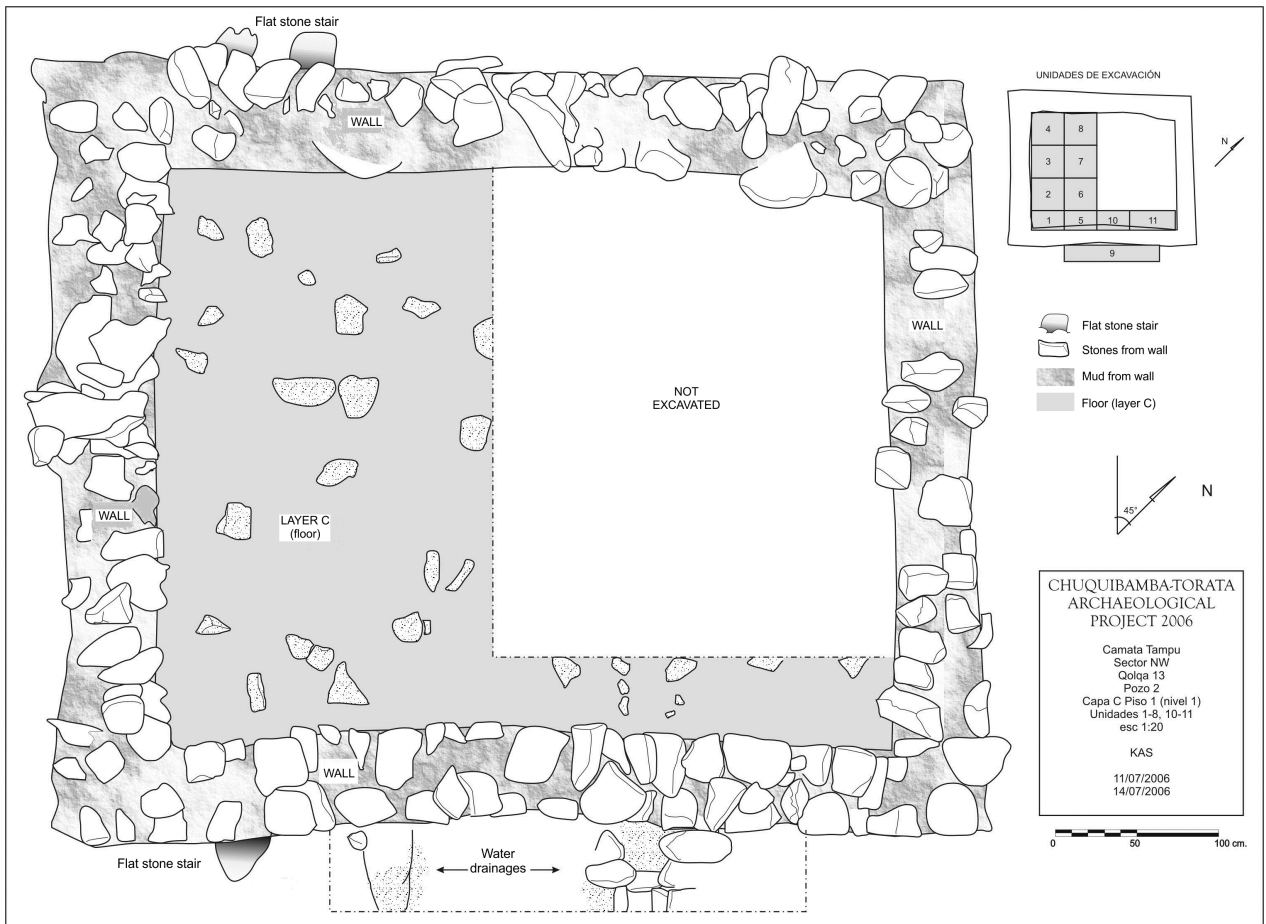 Flat stone stair
WALL
UNIDADES DE EXCAVACIÓN
4 8
3 7
2 6
1 5 10 11
9
N
WALL
Flat stone stair
Stones from wall
Mud from wall
Floor (layer C)
NOT
EXCAVATED
WALL
LAYER C
(floor)
45°
N
CHUQUIBAMBA-TORATA
ARCHAEOLOGICAL
PROJECT 2006
Camata Tampu
Sector NW
Qolqa 13
Pozo 2
Capa C Piso 1 (nivel 1)
Unidades 1-8, 10-11
esc 1:20
KAS
11/07/2006
14/07/2006
0 50 100 cm.
WALL
Flat stone stair
Water
drainages